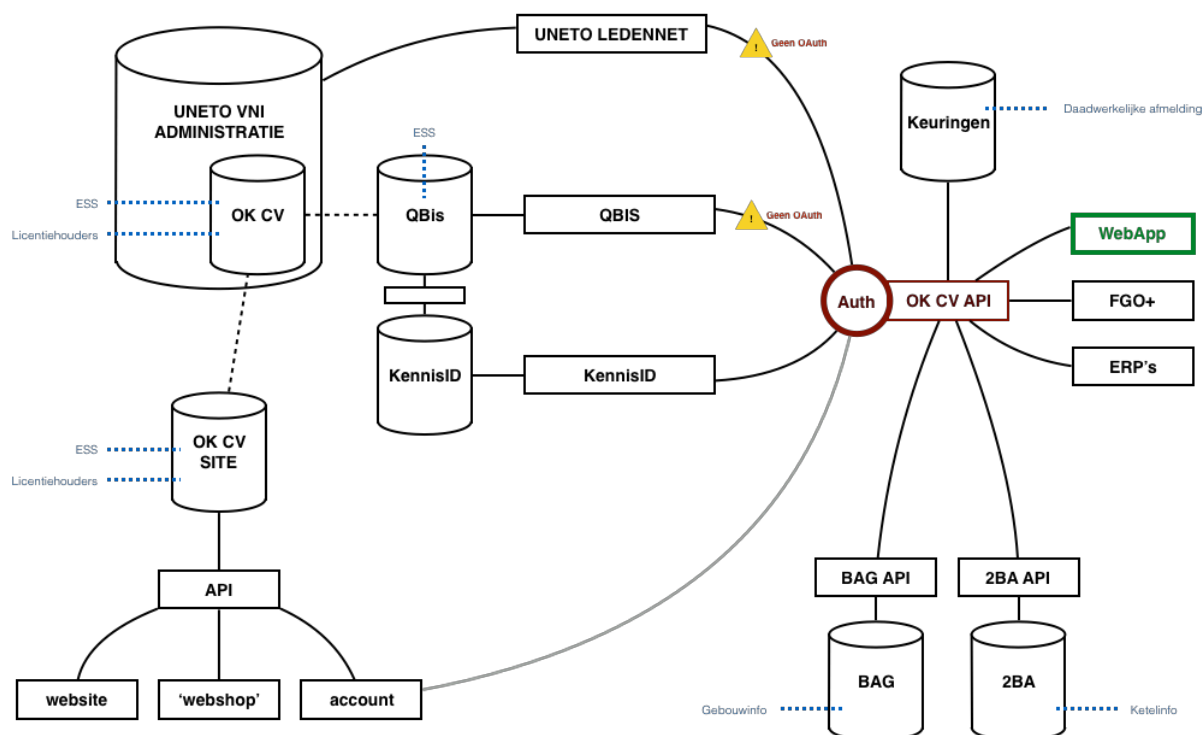 UNETO LEDENNET
! Geen OAuth
UNETO VNI
ADMINISTRATIE
Keuringen
Daadwerkelijke afmelding
ESS
ESS
OK CV
Licentiehouders
QBis
QBIS
! Geen OAuth
WebApp
Auth
OK CV API
FGO+
KennisID
KennisID
ERP's
ESS
OK CV
SITE
Licentiehouders
API
BAG API
2BA API
website
‘webshop’
account
BAG
2BA
Gebouwinfo
Ketelinfo